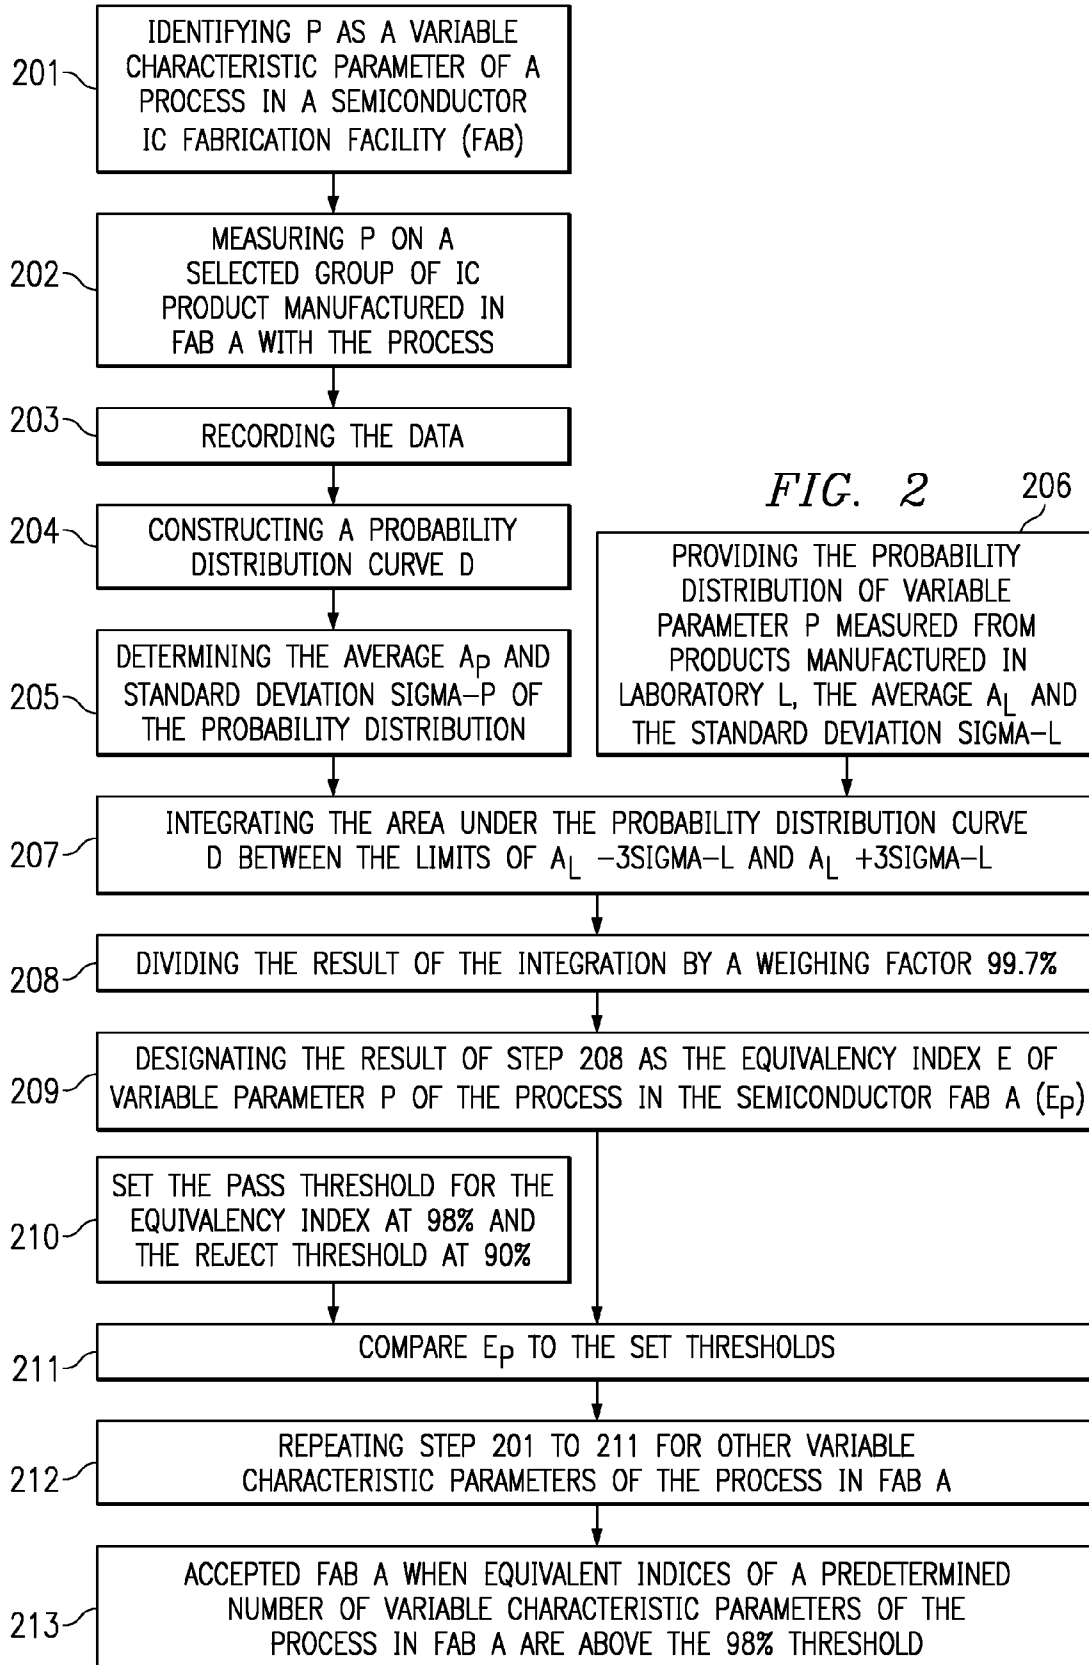 201
IDENTIFYING P AS A VARIABLE
CHARACTERISTIC PARAMETER OF A
PROCESS IN A SEMICONDUCTOR
IC FABRICATION FACILITY (FAB)
202
MEASURING P ON A
SELECTED GROUP OF IC
PRODUCT MANUFACTURED IN
FAB A WITH THE PROCESS
203
RECORDING THE DATA
FIG. 2
204
CONSTRUCTING A PROBABILITY
DISTRIBUTION CURVE D
205
DETERMINING THE AVERAGE AP AND
STANDARD DEVIATION SIGMA-P OF
THE PROBABILITY DISTRIBUTION
206
PROVIDING THE PROBABILITY
DISTRIBUTION OF VARIABLE
PARAMETER P MEASURED FROM
PRODUCTS MANUFACTURED IN
LABORATORY L, THE AVERAGE AL AND
THE STANDARD DEVIATION SIGMA-L
207
INTEGRATING THE AREA UNDER THE PROBABILITY DISTRIBUTION CURVE
D BETWEEN THE LIMITS OF AL -3SIGMA-L AND AL +3SIGMA-L
208
DIVIDING THE RESULT OF THE INTEGRATION BY A WEIGHING FACTOR 99.7%
209
DESIGNATING THE RESULT OF STEP 208 AS THE EQUIVALENCY INDEX E OF
VARIABLE PARAMETER P OF THE PROCESS IN THE SEMICONDUCTOR FAB A (EP)
210
SET THE PASS THRESHOLD FOR THE
EQUIVALENCY INDEX AT 98% AND
THE REJECT THRESHOLD AT 90%
211
COMPARE EP TO THE SET THRESHOLDS
212
REPEATING STEP 201 TO 211 FOR OTHER VARIABLE
CHARACTERISTIC PARAMETERS OF THE PROCESS IN FAB A
213
ACCEPTED FAB A WHEN EQUIVALENT INDICES OF A PREDETERMINED
NUMBER OF VARIABLE CHARACTERISTIC PARAMETERS OF THE
PROCESS IN FAB A ARE ABOVE THE 98% THRESHOLD